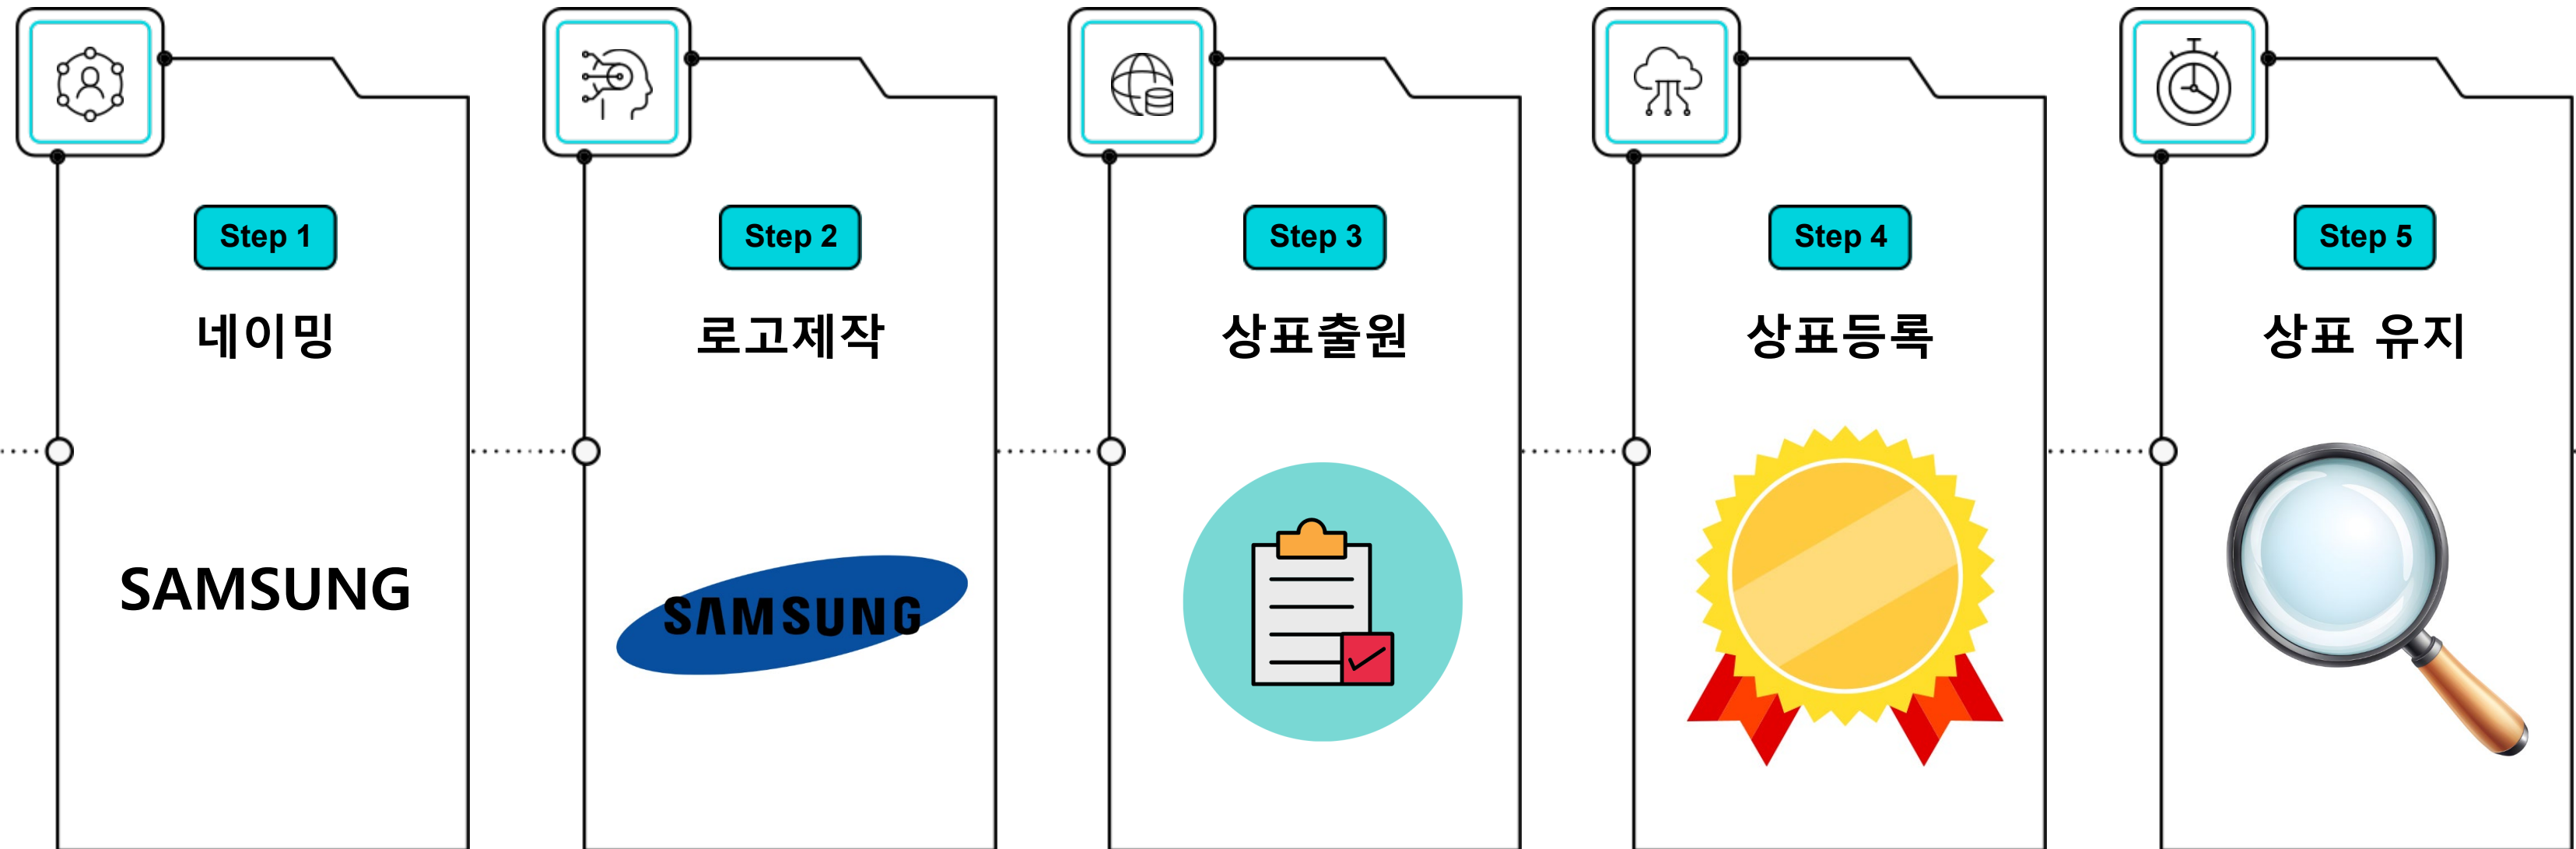 Step 1
네이밍
SAMSUNG
Step 2
로고제작
SAMSUNG
Step 3
상표출원
Step 4
상표등록
Step 5
상표 유지